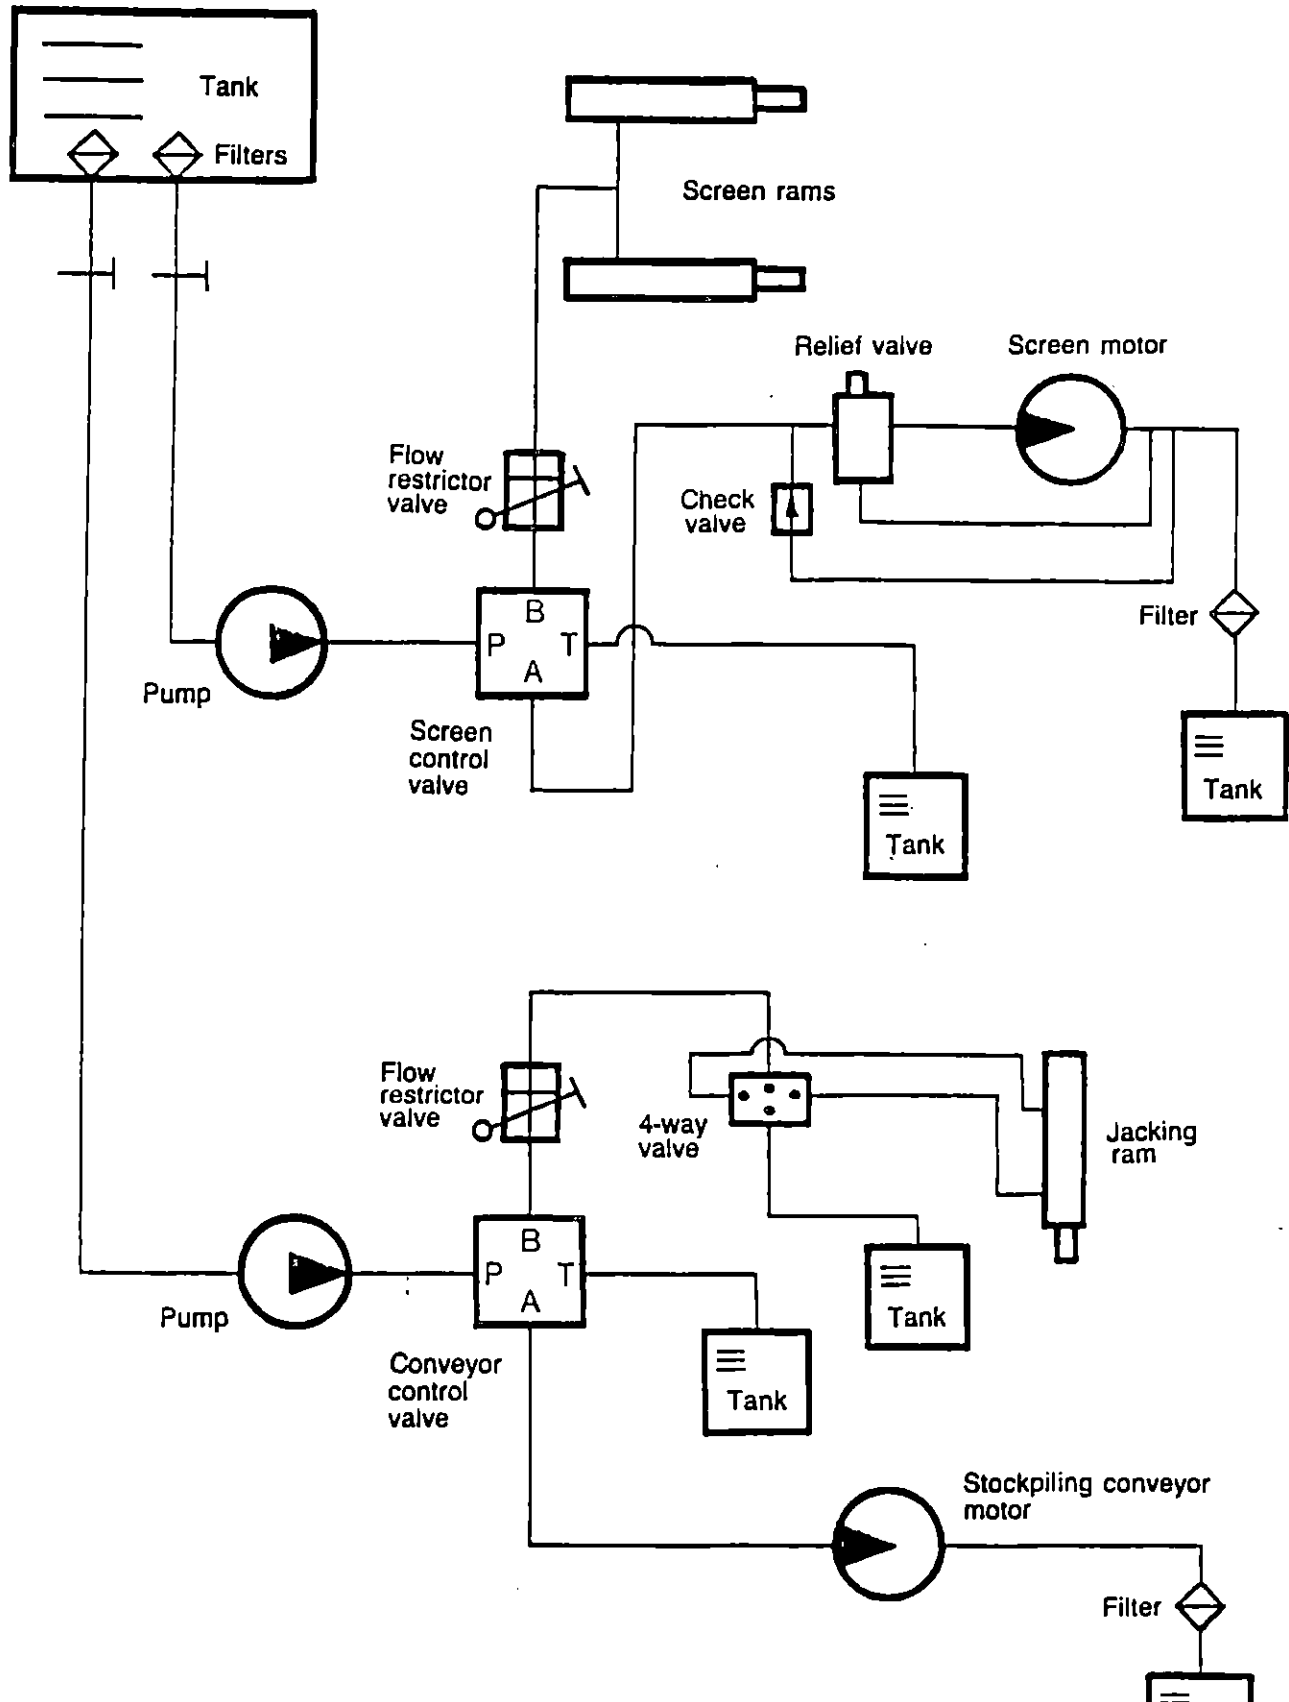 Tank
Filters
Screen rams
Relief valve
Screen motor
Flow
restrictor
valve
Check
valve
B
P
T
A
Filter
Pump
Screen
control
valve
Tank
Tank
Flow
restrictor
valve
4-way
valve
Jacking
ram
B
P
T
A
Pump
Tank
Conveyor
control
valve
Tank
Stockpiling conveyor
motor
Filter